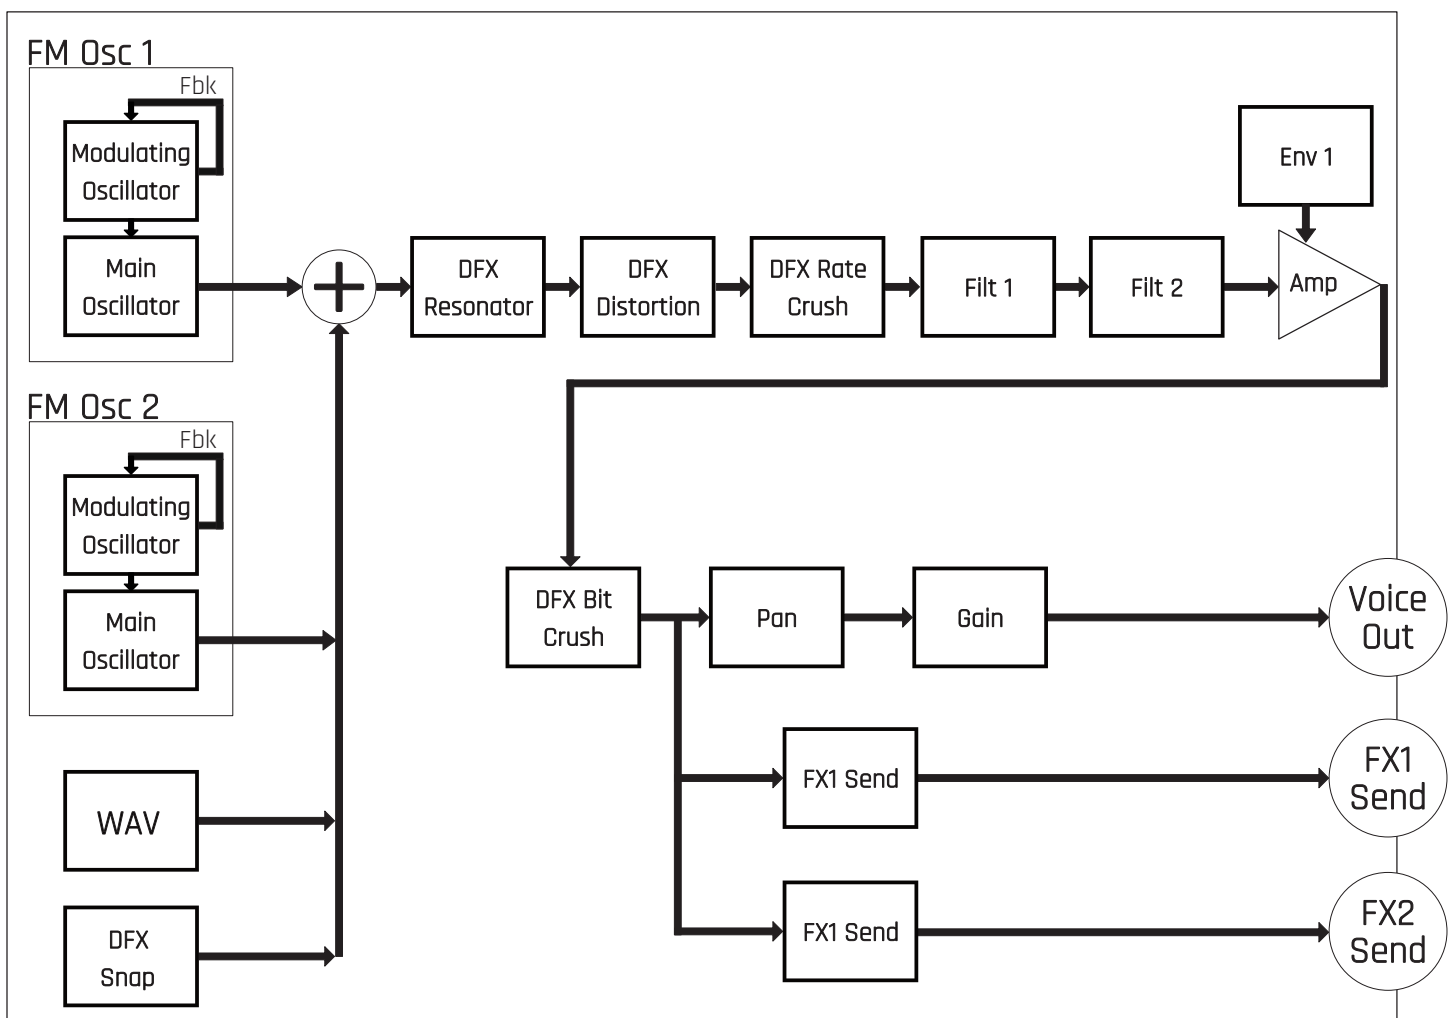 FM Osc 1
Fbk
Modulating
Oscillator
Main
Oscillator
DFX
Resonator
DFX
Distortion
DFX Rate
Crush
Filt 1
Filt 2
Env 1
Amp
FM Osc 2
Fbk
Modulating
Oscillator
Main
Oscillator
DFX Bit
Crush
Pan
Gain
Voice
Out
WAV
FX1 Send
FX1
Send
DFX
Snap
FX1 Send
FX2
Send